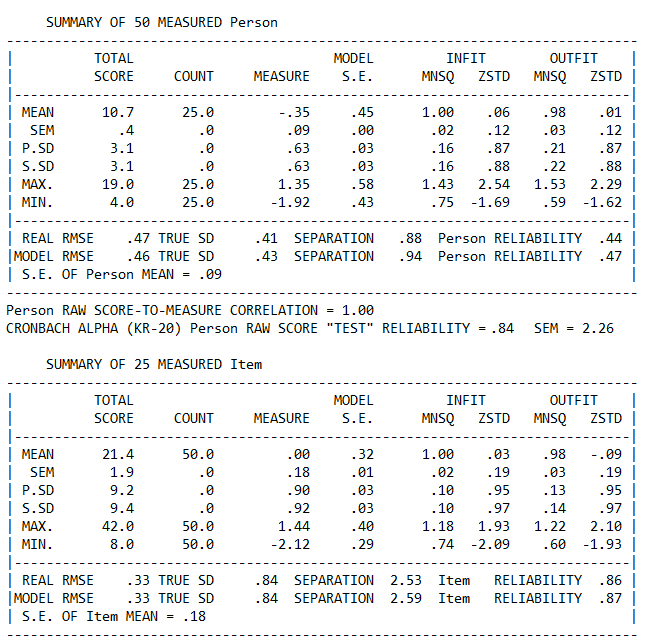 SUMMARY OF 50 MEASURED Person
-------------------------------------------------------------------------------
|          TOTAL                         MODEL         INFIT        OUTFIT    |
|          SCORE     COUNT     MEASURE    S.E.      MNSQ   ZSTD   MNSQ   ZSTD |
|-----------------------------------------------------------------------------|
| MEAN      10.7      25.0        -.35     .45      1.00    .06    .98    .01 |
|  SEM        .4        .0         .09     .00       .02    .12    .03    .12 |
| P.SD       3.1        .0         .63     .03       .16    .87    .21    .87 |
| S.SD       3.1        .0         .63     .03       .16    .88    .22    .88 |
| MAX.      19.0      25.0        1.35     .58      1.43   2.54   1.53   2.29 |
| MIN.       4.0      25.0       -1.92     .43       .75  -1.69    .59  -1.62 |
|-----------------------------------------------------------------------------|
| REAL RMSE    .47 TRUE SD     .41  SEPARATION   .88  Person RELIABILITY  .44 |
|MODEL RMSE    .46 TRUE SD     .43  SEPARATION   .94  Person RELIABILITY  .47 |
| S.E. OF Person MEAN = .09                                                   |
-------------------------------------------------------------------------------
Person RAW SCORE-TO-MEASURE CORRELATION = 1.00
CRONBACH ALPHA (KR-20) Person RAW SCORE "TEST" RELIABILITY = .84  SEM = 2.26
SUMMARY OF 25 MEASURED Item
-------------------------------------------------------------------------------
|          TOTAL                         MODEL         INFIT        OUTFIT    |
|          SCORE     COUNT     MEASURE    S.E.      MNSQ   ZSTD   MNSQ   ZSTD |
|-----------------------------------------------------------------------------|
| MEAN      21.4      50.0         .00     .32      1.00    .03    .98   -.09 |
|  SEM       1.9        .0         .18     .01       .02    .19    .03    .19 |
| P.SD       9.2        .0         .90     .03       .10    .95    .13    .95 |
| S.SD       9.4        .0         .92     .03       .10    .97    .14    .97 |
| MAX.      42.0      50.0        1.44     .40      1.18   1.93   1.22   2.10 |
| MIN.       8.0      50.0       -2.12     .29       .74  -2.09    .60  -1.93 |
|-----------------------------------------------------------------------------|
| REAL RMSE    .33 TRUE SD     .84  SEPARATION  2.53  Item   RELIABILITY  .86 |
|MODEL RMSE    .33 TRUE SD     .84  SEPARATION  2.59  Item   RELIABILITY  .87 |
| S.E. OF Item MEAN = .18                                                     |
-------------------------------------------------------------------------------